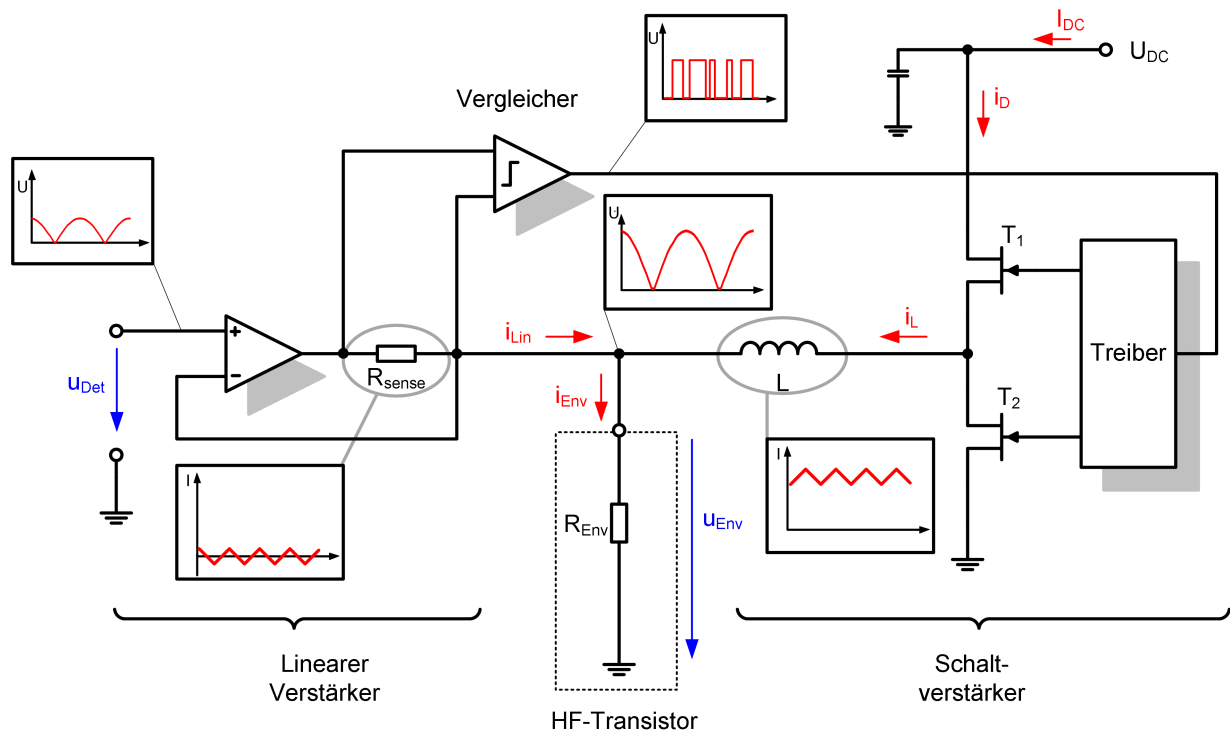 I_DC
U_DC
U
Vergleicher
i_D
U
U
T_1
+
i_Lin
i_L
Treiber
R_sense
L
u_Det
−
i_Env
T_2
I
I
R_Env
u_Env
Linearer
Verstärker
Schalt-
verstärker
HF-Transistor